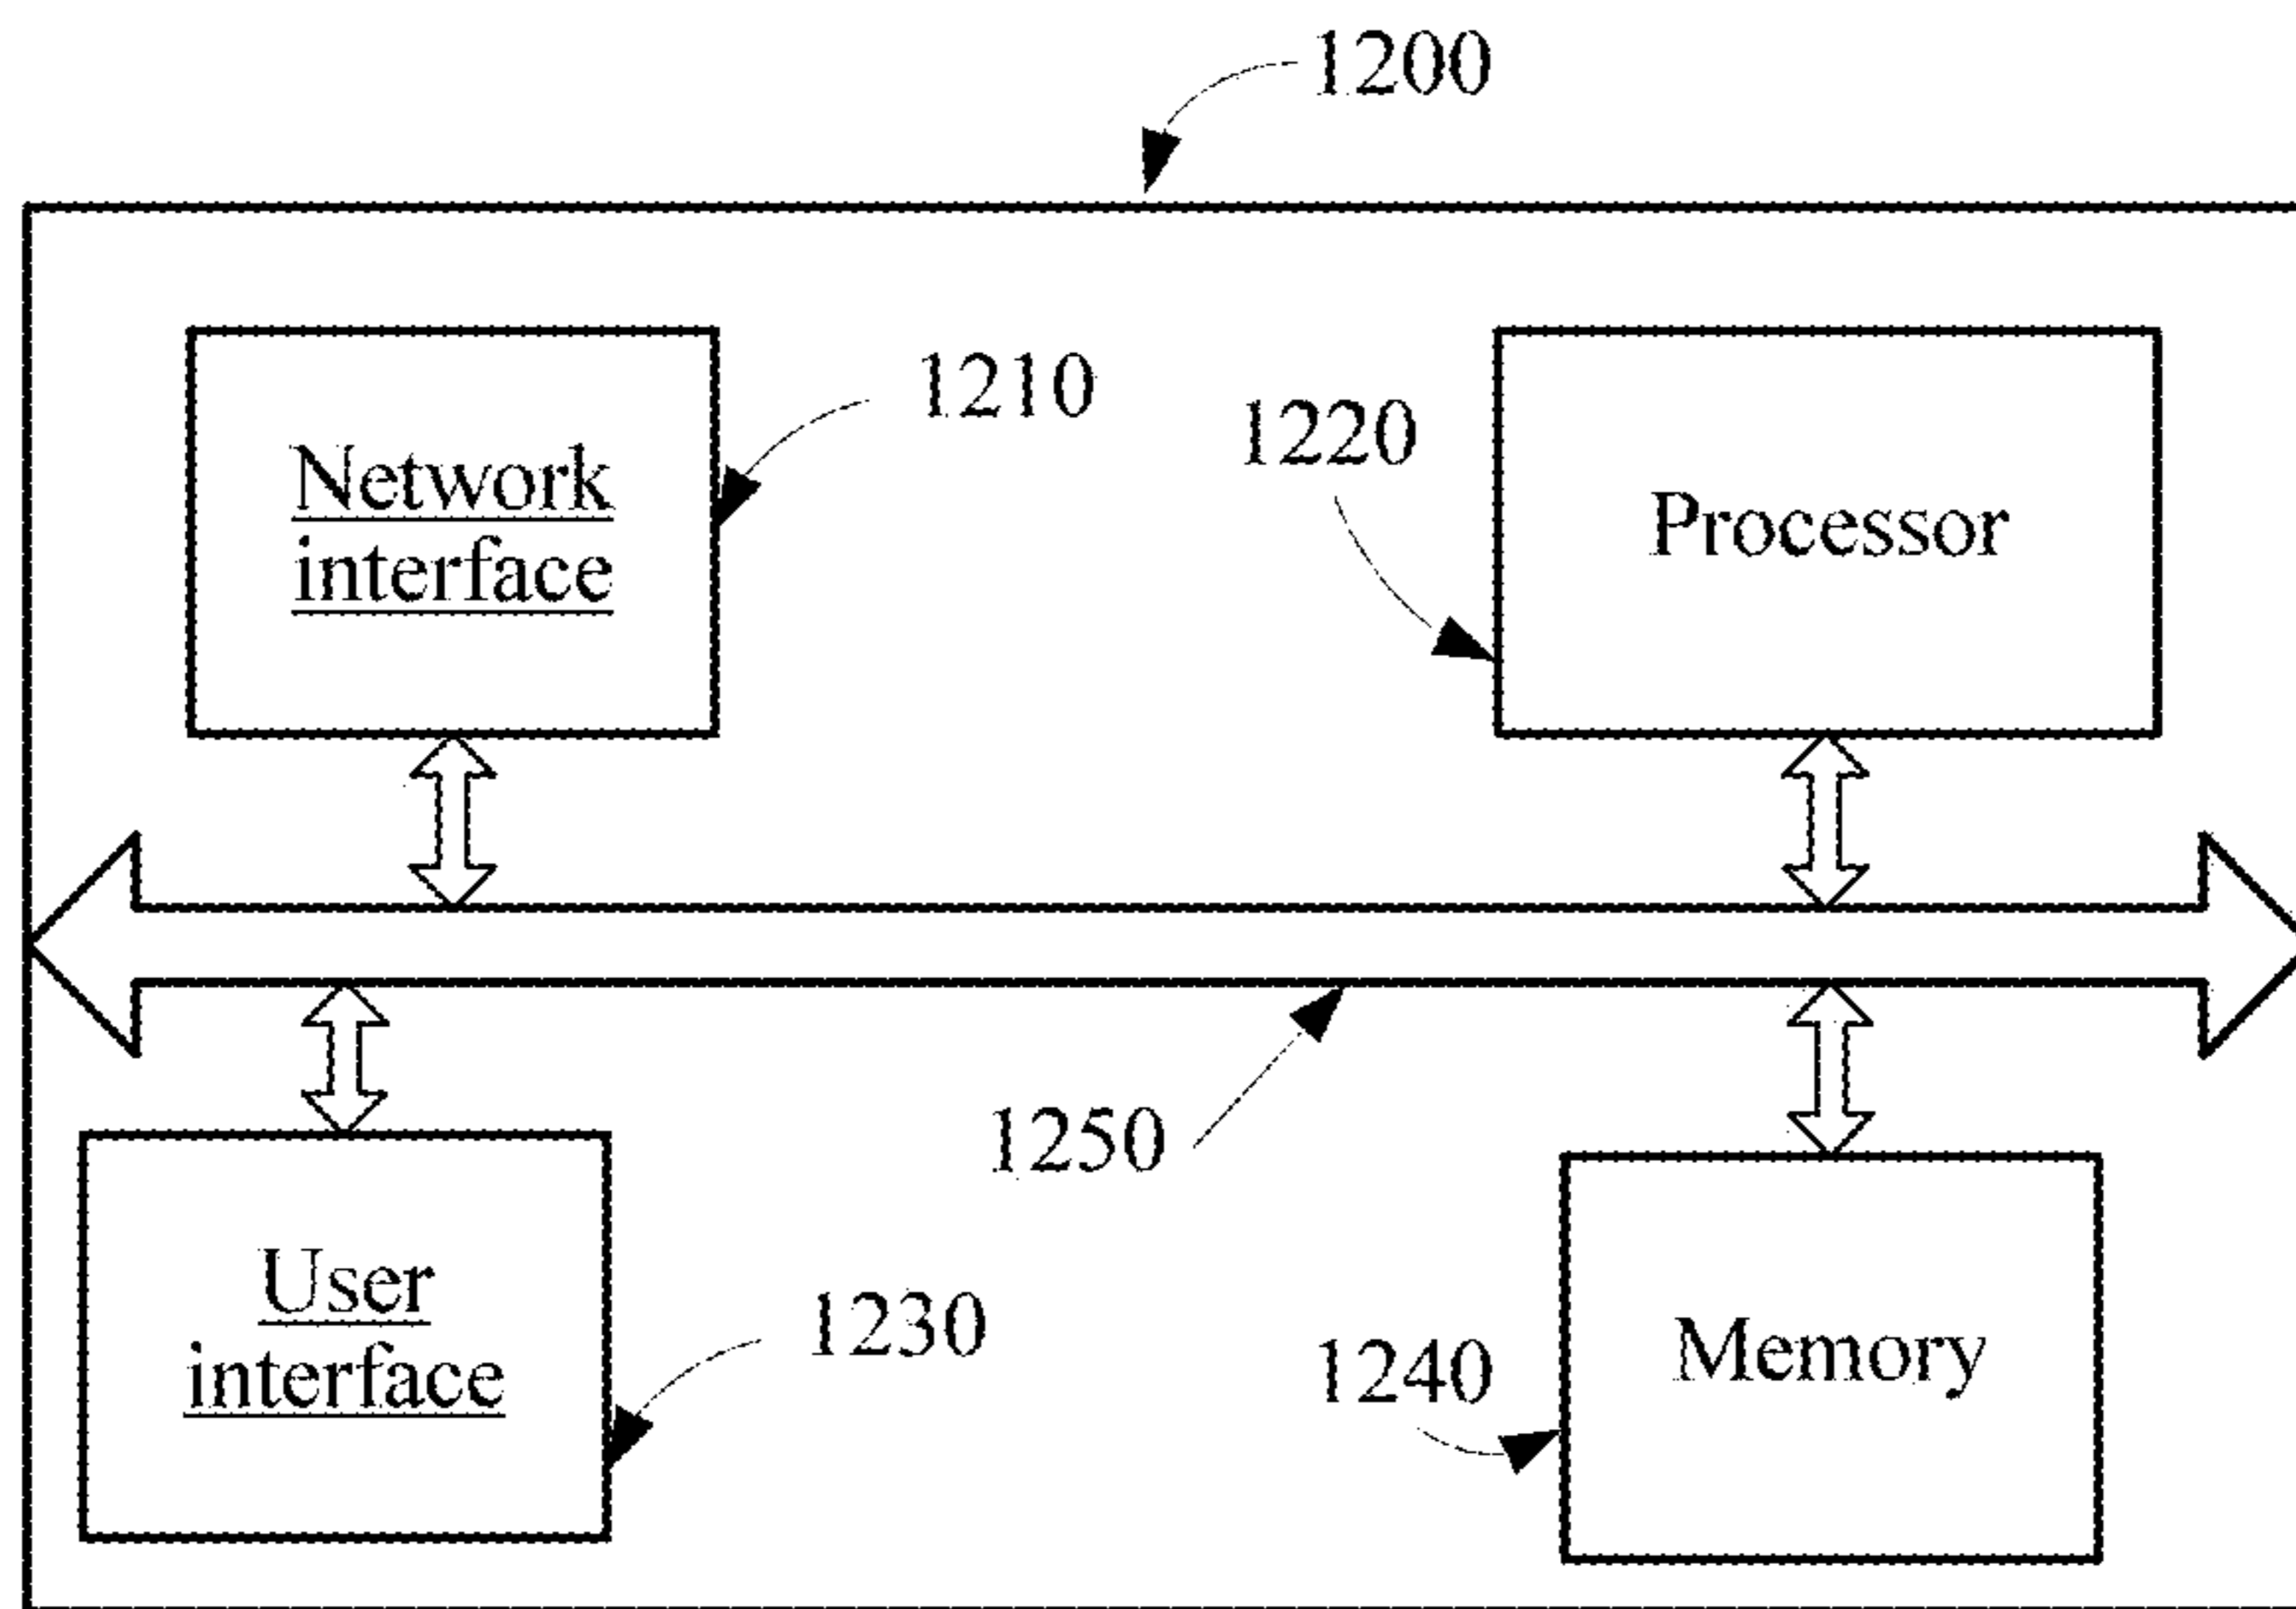 1200
Network
interface
1210
1220
Processor
1250
User
interface
1230
1240
Memory